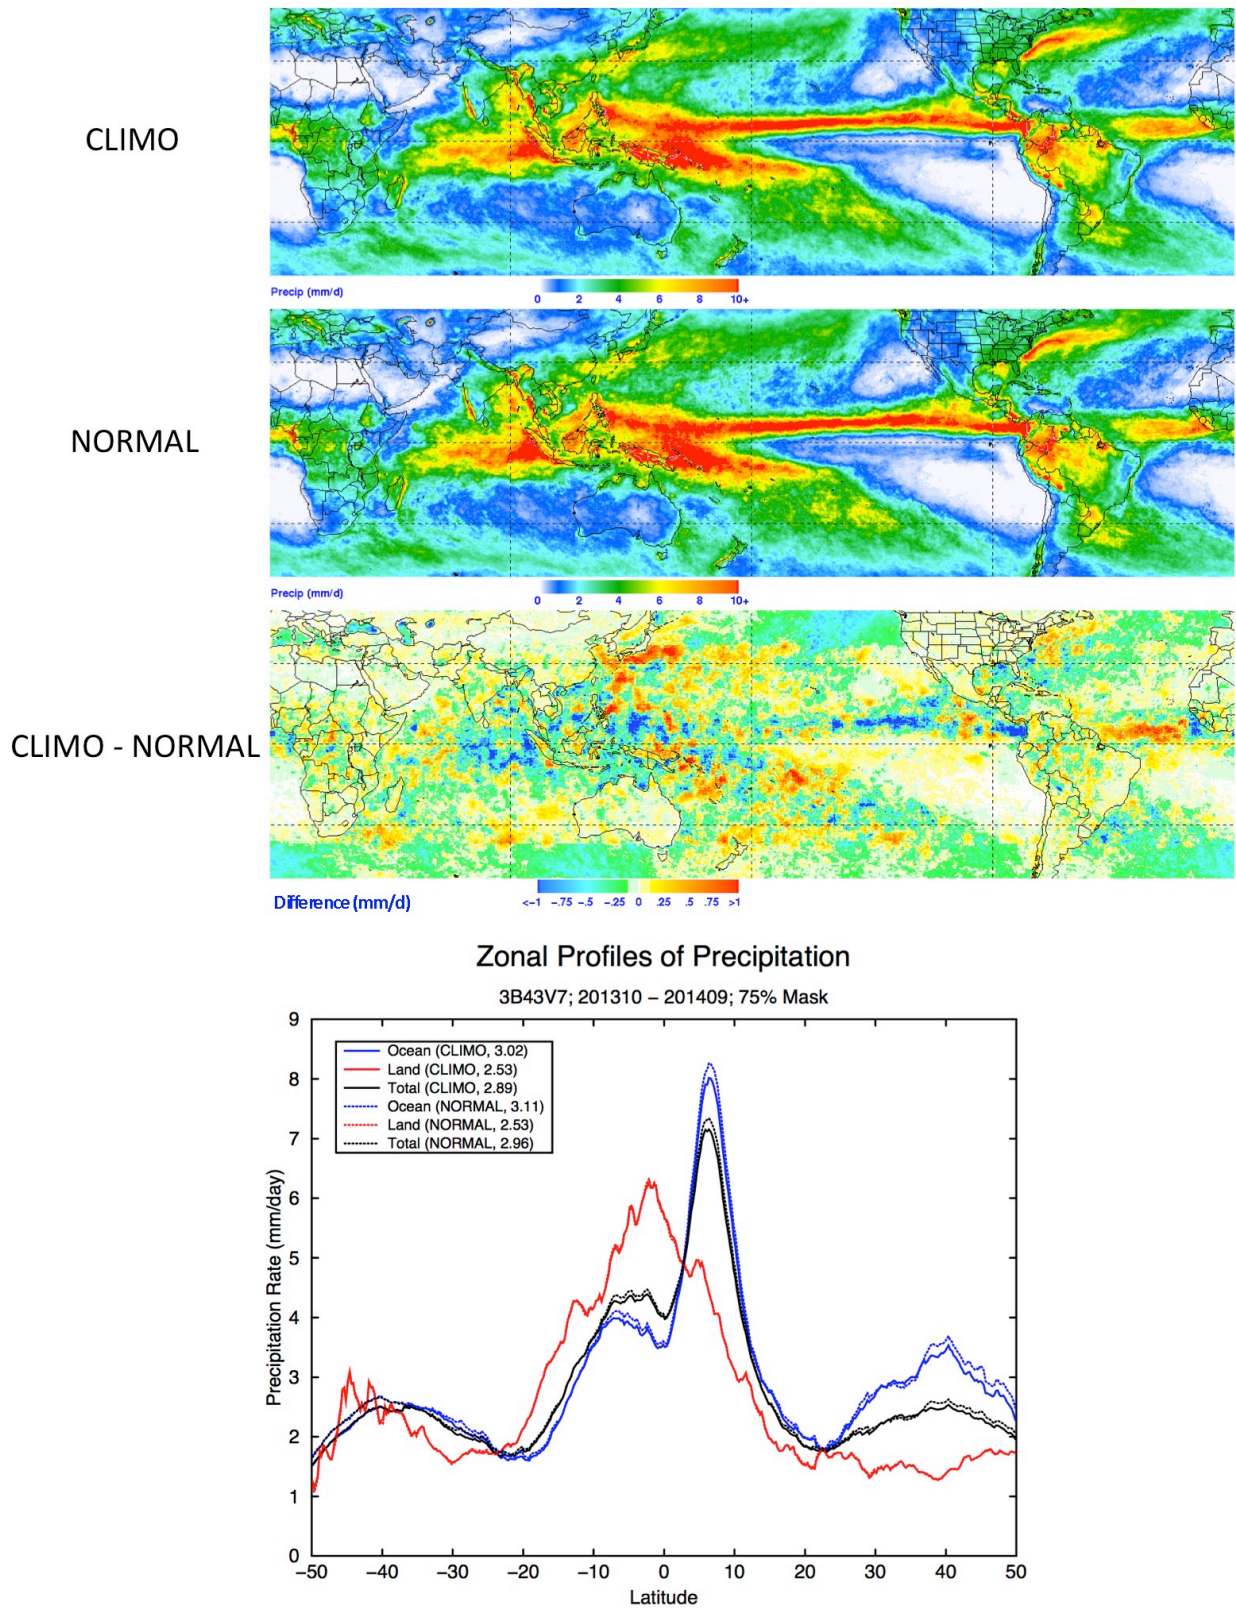 CLIMO
Precip (mm/d)
0 2 4 6 8 10+
NORMAL
Precip (mm/d)
0 2 4 6 8 10+
CLIMO - NORMAL
Difference (mm/d)
<-1 -.75 -.5 -.25 0 .25 .5 .75 >1
Zonal Profiles of Precipitation
3B43V7; 201310 – 201409; 75% Mask
Ocean (CLIMO, 3.02)
Land (CLIMO, 2.53)
Total (CLIMO, 2.89)
Ocean (NORMAL, 3.11)
Land (NORMAL, 2.53)
Total (NORMAL, 2.96)
Precipitation Rate (mm/day)
9
8
7
6
5
4
3
2
1
0
−50 −40 −30 −20 −10 0 10 20 30 40 50
Latitude